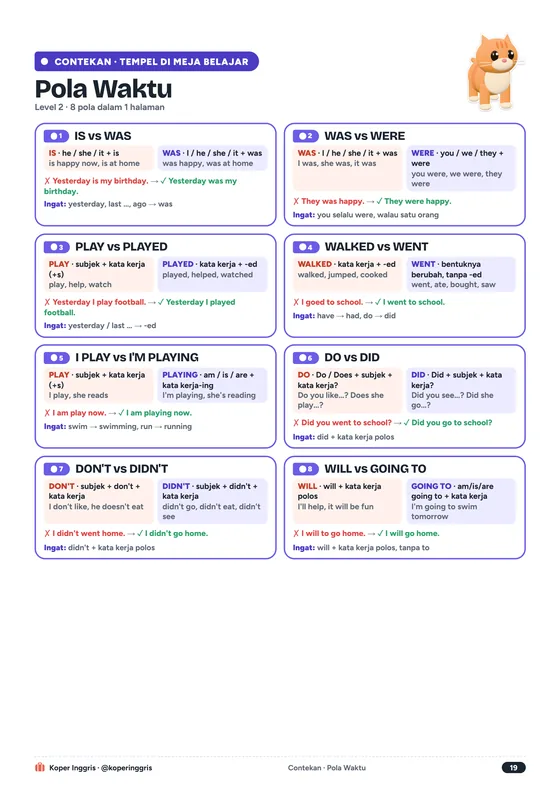 CONTEKAN · TEMPEL DI MEJA BELAJAR
Pola Waktu
Level 2 · 8 pola dalam 1 halaman
1 IS vs WAS
IS · he / she / it + is
is happy now, is at home
WAS · I / he / she / it + was
was happy, was at home
✗ Yesterday is my birthday. → ✓ Yesterday was my
birthday.
Ingat: yesterday, last ..., ago → was
2 WAS vs WERE
WAS · I / he / she / it + was
I was, she was, it was
WERE · you / we / they +
were
you were, we were, they
were
✗ They was happy. → ✓ They were happy.
Ingat: you selalu were, walau satu orang
3 PLAY vs PLAYED
PLAY · subjek + kata kerja
(+s)
play, help, watch
PLAYED · kata kerja + -ed
played, helped, watched
✗ Yesterday I play football. → ✓ Yesterday I played
football.
Ingat: yesterday / last ... → -ed
4 WALKED vs WENT
WALKED · kata kerja + -ed
walked, jumped, cooked
WENT · bentuknya
berubah, tanpa -ed
went, ate, bought, saw
✗ I goed to school. → ✓ I went to school.
Ingat: have → had, do → did
5 I PLAY vs I'M PLAYING
PLAY · subjek + kata kerja
(+s)
I play, she reads
PLAYING · am / is / are +
kata kerja-ing
I'm playing, she's reading
✗ I am play now. → ✓ I am playing now.
Ingat: swim → swimming, run → running
6 DO vs DID
DO · Do / Does + subjek +
kata kerja?
Do you like...? Does she
play...?
DID · Did + subjek + kata
kerja?
Did you see...? Did she
go...?
✗ Did you went to school? → ✓ Did you go to school?
Ingat: did + kata kerja polos
7 DON'T vs DIDN'T
DON'T · subjek + don't +
kata kerja
I don't like, he doesn't eat
DIDN'T · subjek + didn't +
kata kerja
didn't go, didn't eat, didn't
see
✗ I didn't went home. → ✓ I didn't go home.
Ingat: didn't + kata kerja polos
8 WILL vs GOING TO
WILL · will + kata kerja
polos
I'll help, it will be fun
GOING TO · am/is/are
going to + kata kerja
I'm going to swim
tomorrow
✗ I will to go home. → ✓ I will go home.
Ingat: will + kata kerja polos, tanpa to
Koper Inggris · @koperinggris
Contekan · Pola Waktu
19